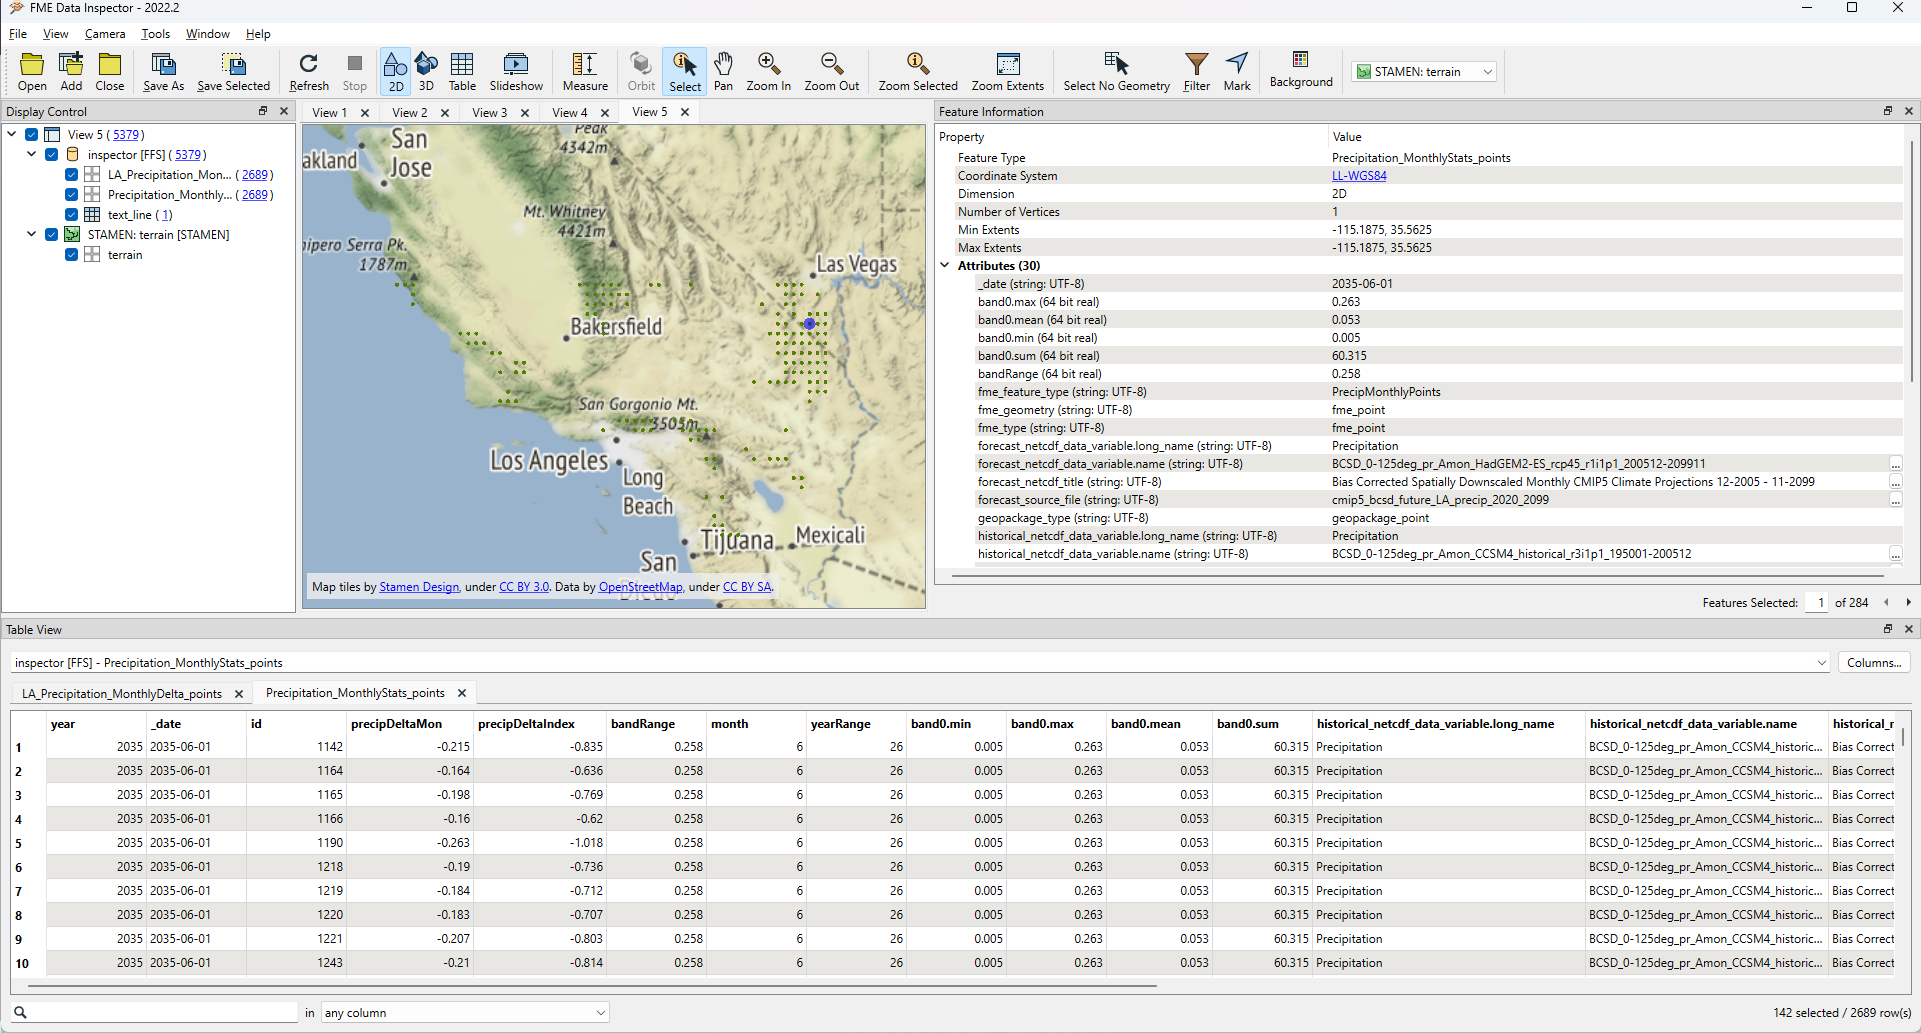 FME Data Inspector - 2022.2
File View Camera Tools Window Help
Open Add Close Save As Save Selected Refresh Stop 2D 3D Table Slideshow Measure Orbit Select Pan Zoom In Zoom Out Zoom Selected Zoom Extents Select No Geometry Filter Mark Background STAMEN: terrain
Display Control
View 5 ( 5379)
inspector [FFS] ( 5379)
LA_Precipitation_Mon... ( 2689)
Precipitation_Monthly... ( 2689)
text_line ( 1)
STAMEN: terrain [STAMEN]
terrain
View 1 View 2 View 3 View 4 View 5
Peak
4342m
San
Jose
akland
Mt. Whitney
4421m
nipero Serra Pk.
1787m
Las Vegas
Bakersfield
San Gorgonio Mt.
3505m
Los Angeles
Long
Beach
Tijuana
Mexicali
San
Map tiles by Stamen Design, under CC BY 3.0. Data by OpenStreetMap, under CC BY SA.
Feature Information
Property Value
Feature Type Precipitation_MonthlyStats_points
Coordinate System LL-WGS84
Dimension 2D
Number of Vertices 1
Min Extents -115.1875, 35.5625
Max Extents -115.1875, 35.5625
Attributes (30)
_date (string: UTF-8) 2035-06-01
band0.max (64 bit real) 0.263
band0.mean (64 bit real) 0.053
band0.min (64 bit real) 0.005
band0.sum (64 bit real) 60.315
bandRange (64 bit real) 0.258
fme_feature_type (string: UTF-8) PrecipMonthlyPoints
fme_geometry (string: UTF-8) fme_point
fme_type (string: UTF-8) fme_point
forecast_netcdf_data_variable.long_name (string: UTF-8) Precipitation
forecast_netcdf_data_variable.name (string: UTF-8) BCSD_0-125deg_pr_Amon_HadGEM2-ES_rcp45_r1i1p1_200512-209911 ...
forecast_netcdf_title (string: UTF-8) Bias Corrected Spatially Downscaled Monthly CMIP5 Climate Projections 12-2005 - 11-2099 ...
forecast_source_file (string: UTF-8) cmip5_bcsd_future_LA_precip_2020_2099 ...
geopackage_type (string: UTF-8) geopackage_point
historical_netcdf_data_variable.long_name (string: UTF-8) Precipitation
historical_netcdf_data_variable.name (string: UTF-8) BCSD_0-125deg_pr_Amon_CCSM4_historical_r3i1p1_195001-200512 ...
Features Selected: 1 of 284
Table View
inspector [FFS] - Precipitation_MonthlyStats_points Columns...
LA_Precipitation_MonthlyDelta_points Precipitation_MonthlyStats_points
year _date id precipDeltaMon precipDeltaIndex bandRange month yearRange band0.min band0.max band0.mean band0.sum historical_netcdf_data_variable.long_name historical_netcdf_data_variable.name historical_r
1 2035 2035-06-01 1142 -0.215 -0.835 0.258 6 26 0.005 0.263 0.053 60.315 Precipitation BCSD_0-125deg_pr_Amon_CCSM4_historic... Bias Correct
2 2035 2035-06-01 1164 -0.164 -0.636 0.258 6 26 0.005 0.263 0.053 60.315 Precipitation BCSD_0-125deg_pr_Amon_CCSM4_historic... Bias Correct
3 2035 2035-06-01 1165 -0.198 -0.769 0.258 6 26 0.005 0.263 0.053 60.315 Precipitation BCSD_0-125deg_pr_Amon_CCSM4_historic... Bias Correct
4 2035 2035-06-01 1166 -0.16 -0.62 0.258 6 26 0.005 0.263 0.053 60.315 Precipitation BCSD_0-125deg_pr_Amon_CCSM4_historic... Bias Correct
5 2035 2035-06-01 1190 -0.263 -1.018 0.258 6 26 0.005 0.263 0.053 60.315 Precipitation BCSD_0-125deg_pr_Amon_CCSM4_historic... Bias Correct
6 2035 2035-06-01 1218 -0.19 -0.736 0.258 6 26 0.005 0.263 0.053 60.315 Precipitation BCSD_0-125deg_pr_Amon_CCSM4_historic... Bias Correct
7 2035 2035-06-01 1219 -0.184 -0.712 0.258 6 26 0.005 0.263 0.053 60.315 Precipitation BCSD_0-125deg_pr_Amon_CCSM4_historic... Bias Correct
8 2035 2035-06-01 1220 -0.183 -0.707 0.258 6 26 0.005 0.263 0.053 60.315 Precipitation BCSD_0-125deg_pr_Amon_CCSM4_historic... Bias Correct
9 2035 2035-06-01 1221 -0.207 -0.803 0.258 6 26 0.005 0.263 0.053 60.315 Precipitation BCSD_0-125deg_pr_Amon_CCSM4_historic... Bias Correct
10 2035 2035-06-01 1243 -0.21 -0.814 0.258 6 26 0.005 0.263 0.053 60.315 Precipitation BCSD_0-125deg_pr_Amon_CCSM4_historic... Bias Correct
in any column 142 selected / 2689 row(s)